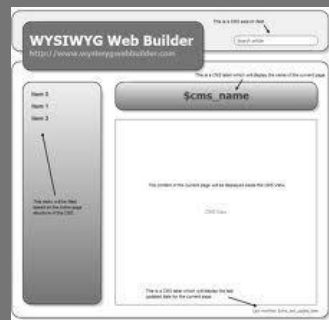 This is a CMS search field
WYSIWYG Web Builder
http://www.wysiwygwebbuilder.com
Search article
This is a CMS label which will display the name of the current page
Item 0
$cms_name
Item 1
Item 2
The content of the current page will be displayed inside the CMS View.
This menu will be filled
based on the
structure of the CMS.
CMS View
This is a CMS label which will display the last
updated date for the current page
Last modified: